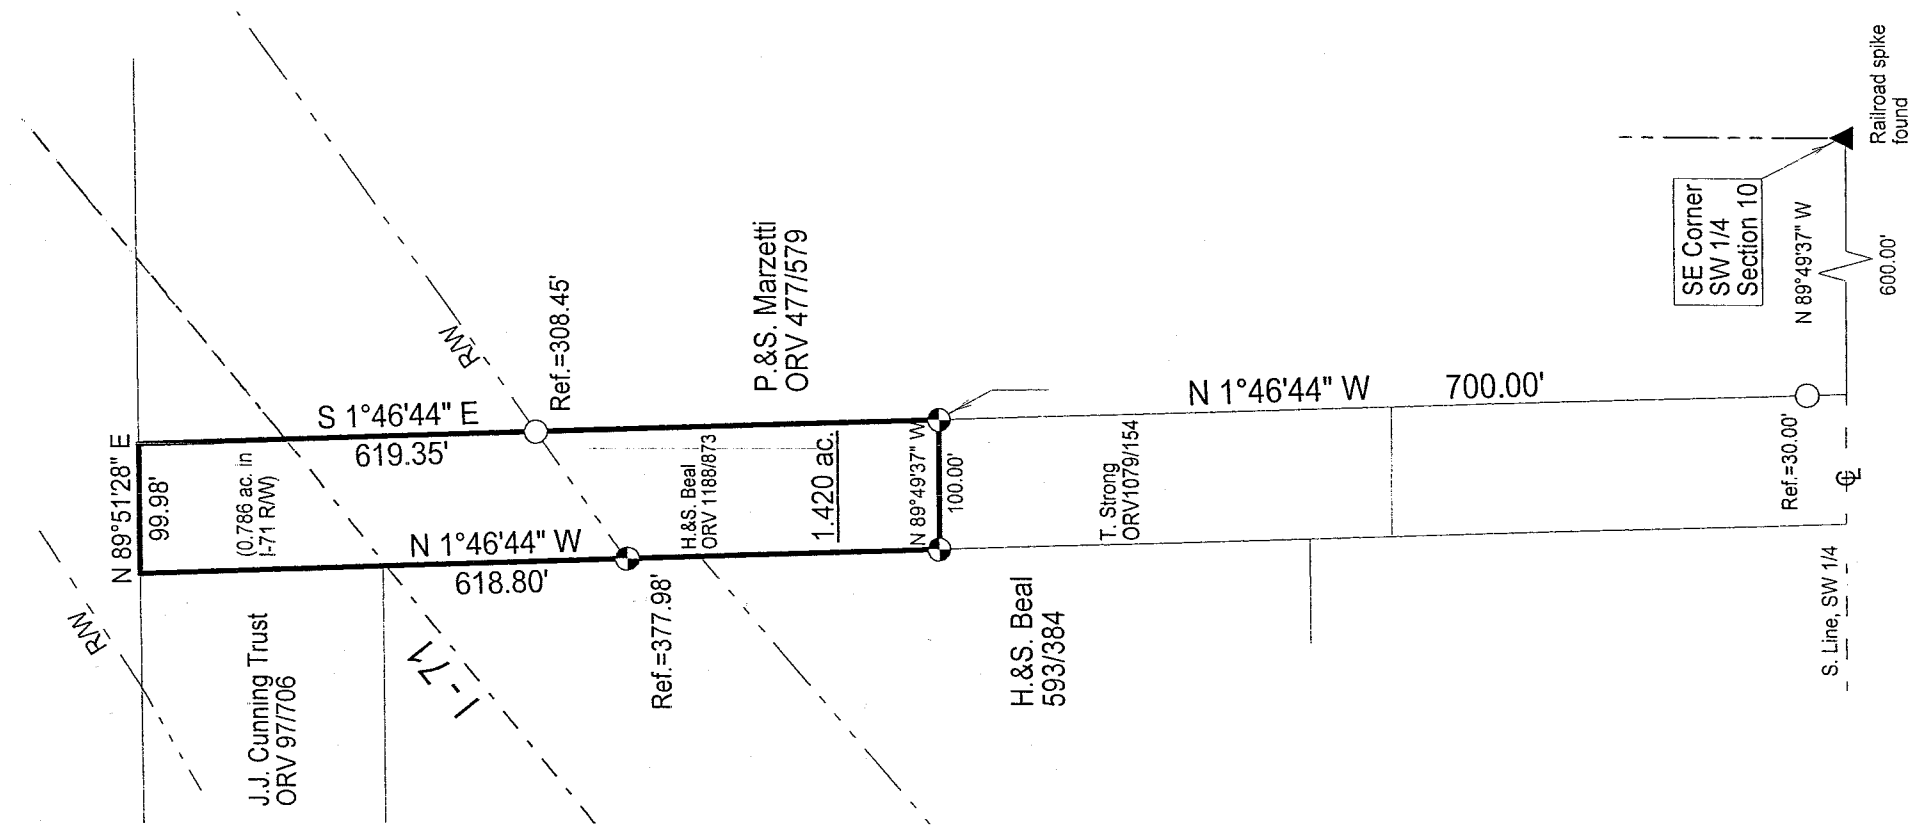 N 89°51'28" E
99.98'
(0.786 ac. in
I-71 R/W)
S 1°46'44" E
619.35'
N 1°46'44" W
618.80'
R/W
R/W
I - 71
J.J. Cunning Trust
ORV 97/706
Ref.=308.45'
Ref.=377.98'
H.&S. Beal
ORV 1188/873
P.&S. Marzetti
ORV 477/579
1.420 ac.
N 89°49'37" W
100.00'
H.&S. Beal
593/384
T. Strong
ORV1079/154
N 1°46'44" W 700.00'
SE Corner
SW 1/4
Section 10
N 89°49'37" W
600.00'
Railroad spike
found
Ref.=30.00'
℄
S. Line, SW 1/4